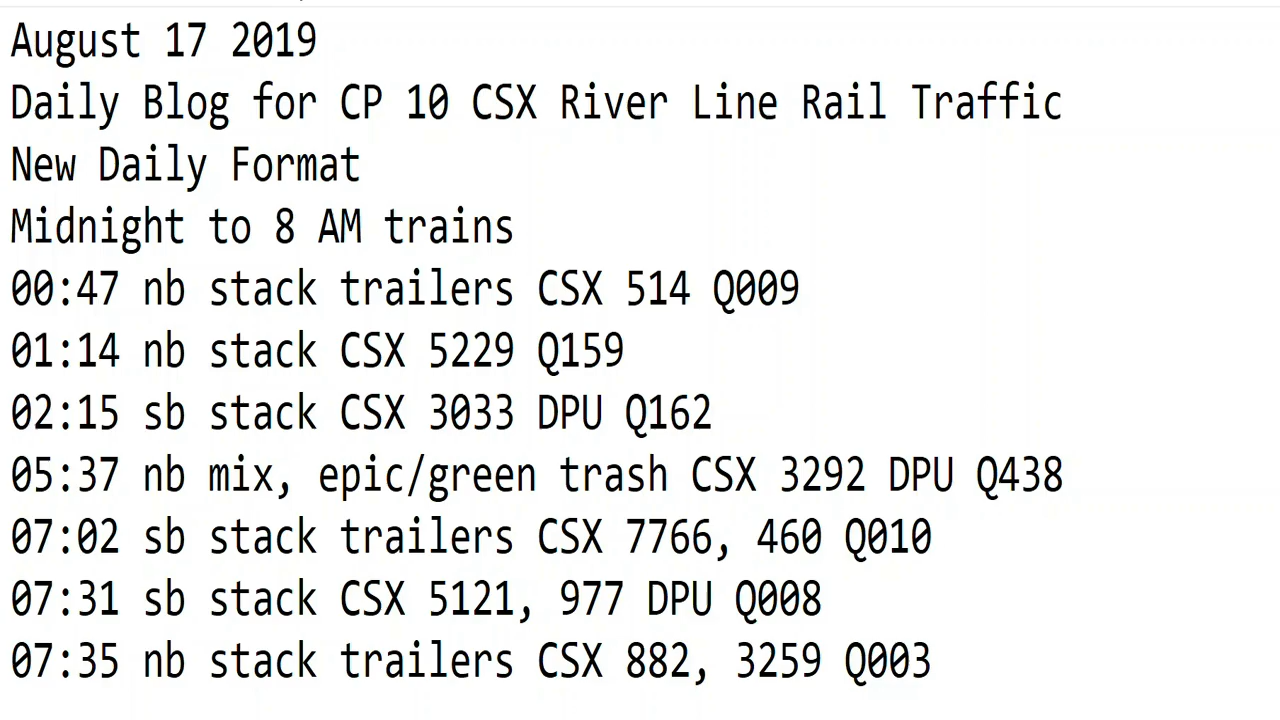 August 17 2019
Daily Blog for CP 10 CSX River Line Rail Traffic
New Daily Format
Midnight to 8 AM trains
00:47 nb stack trailers CSX 514 Q009
01:14 nb stack CSX 5229 Q159
02:15 sb stack CSX 3033 DPU Q162
05:37 nb mix, epic/green trash CSX 3292 DPU Q438
07:02 sb stack trailers CSX 7766, 460 Q010
07:31 sb stack CSX 5121, 977 DPU Q008
07:35 nb stack trailers CSX 882, 3259 Q003